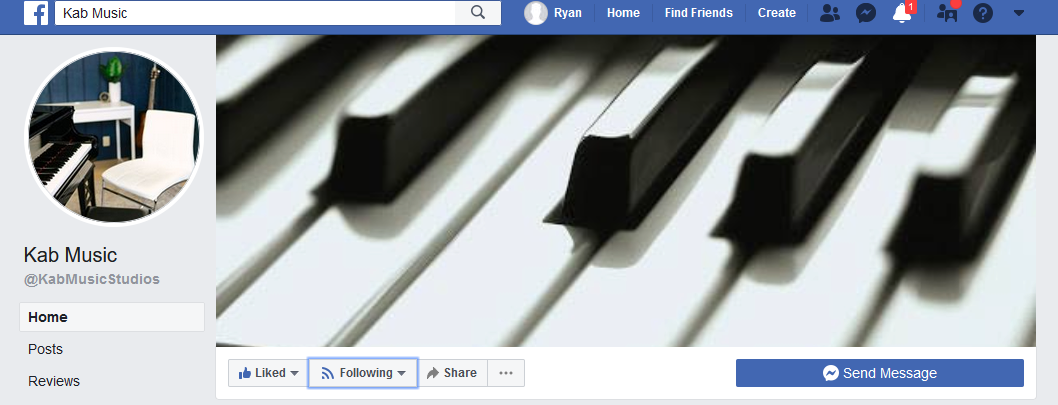 f Kab Music Ryan Home Find Friends Create 1 ?
Kab Music
@KabMusicStudios
Home
Posts
Reviews
Liked Following Share ... Send Message